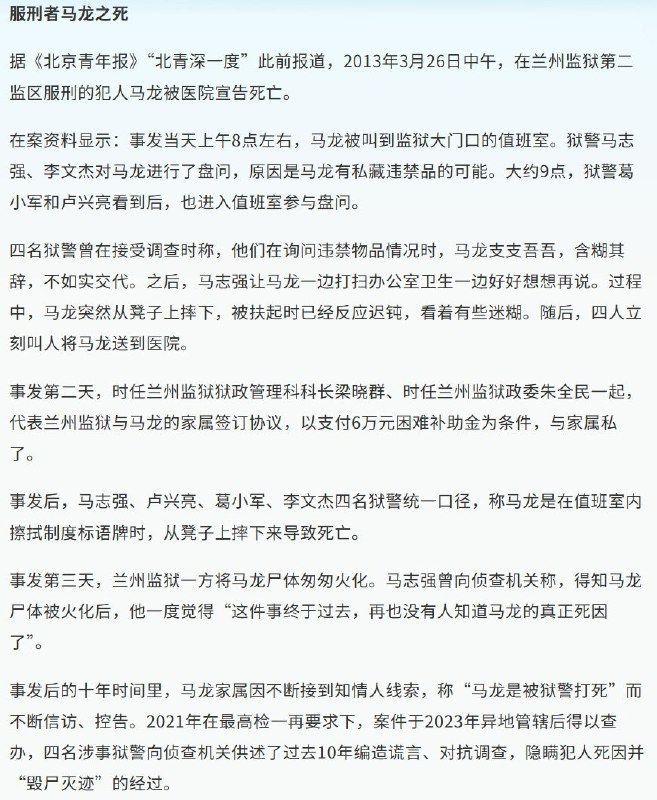 服刑者马龙之死
据《北京青年报》“北青深一度”此前报道，2013年3月26日中午，在兰州监狱第二
监区服刑的犯人马龙被医院宣告死亡。
在案资料显示：事发当天上午8点左右，马龙被叫到监狱大门口的值班室。狱警马志
强、李文杰对马龙进行了盘问，原因是马龙有私藏违禁品的可能。大约9点，狱警葛
小军和卢兴亮看到后，也进入值班室参与盘问。
四名狱警曾在接受调查时称，他们在询问违禁物品情况时，马龙支支吾吾，含糊其
辞，不如实交代。之后，马志强让马龙一边打扫办公室卫生一边好好想想再说。过程
中，马龙突然从凳子上摔下，被扶起时已经反应迟钝，看着有些迷糊。随后，四人立
刻叫人将马龙送到医院。
事发第二天，时任兰州监狱狱政管理科科长梁晓群、时任兰州监狱政委朱全民一起，
代表兰州监狱与马龙的家属签订协议，以支付6万元困难补助金为条件，与家属私
了。
事发后，马志强、卢兴亮、葛小军、李文杰四名狱警统一口径，称马龙是在值班室内
擦拭制度标语牌时，从凳子上摔下来导致死亡。
事发第三天，兰州监狱一方将马龙尸体匆匆火化。马志强曾向侦查机关称，得知马龙
尸体被火化后，他一度觉得“这件事终于过去，再也没有人知道马龙的真正死因
了”。
事发后的十年时间里，马龙家属因不断接到知情人线索，称“马龙是被狱警打死”而
不断信访、控告。2021年在最高检一再要求下，案件于2023年异地管辖后得以查
办，四名涉事狱警向侦查机关供述了过去10年编造谎言、对抗调查，隐瞒犯人死因并
“毁尸灭迹”的经过。